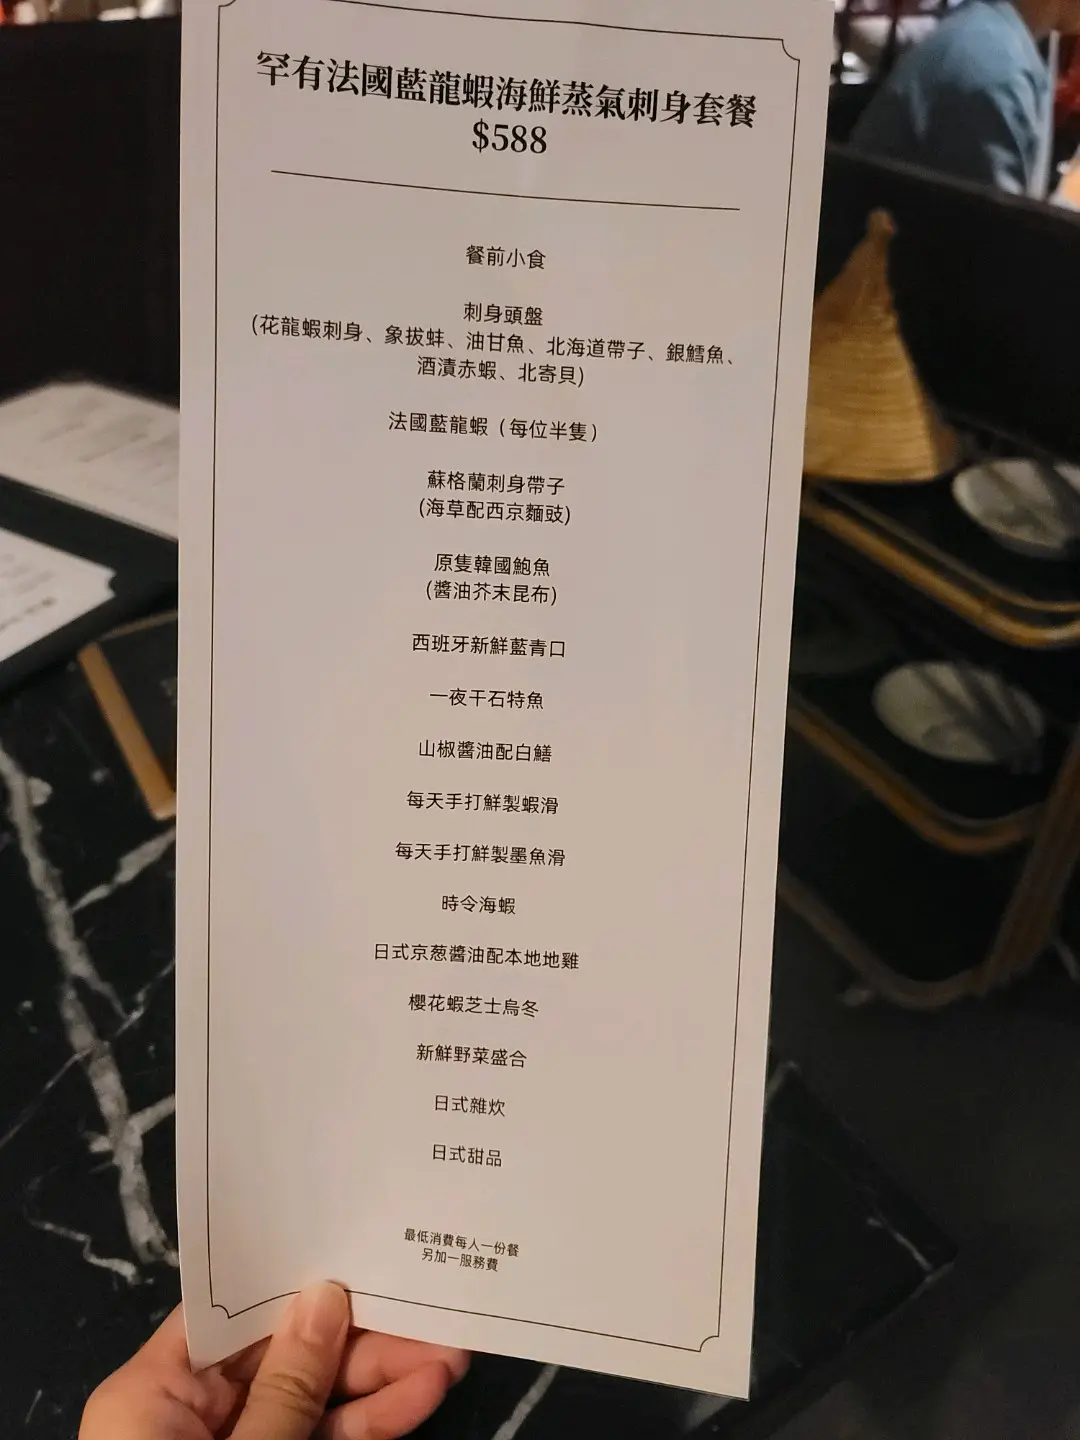 罕有法國藍龍蝦海鮮蒸氣刺身套餐
$588
餐前小食
刺身頭盤
(花龍蝦刺身、象拔蚌、油甘魚、北海道帶子、銀鱈魚、
酒漬赤蝦、北寄貝)
法國藍龍蝦（每位半隻）
蘇格蘭刺身帶子
(海草配西京麵豉)
原隻韓國鮑魚
(醬油芥末昆布)
西班牙新鮮藍青口
一夜干石特魚
山椒醬油配白鱔
每天手打鮮製蝦滑
每天手打鮮製墨魚滑
時令海蝦
日式京葱醬油配本地地雞
櫻花蝦芝士烏冬
新鮮野菜盛合
日式雜炊
日式甜品
最低消費每人一份餐
另加一服務費